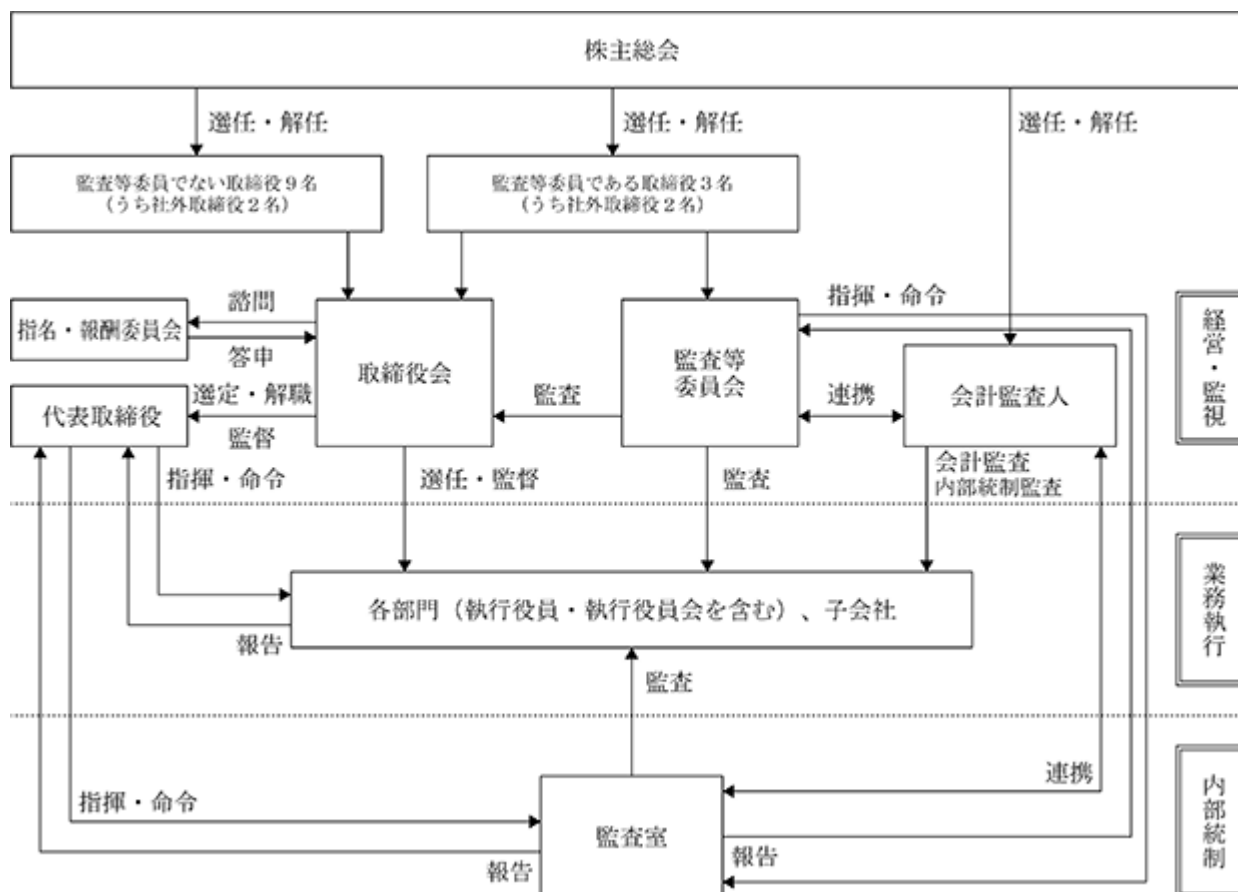 株主総会
選任・解任
選任・解任
選任・解任
監査等委員でない取締役9名
(うち社外取締役2名)
監査等委員である取締役3名
(うち社外取締役2名)
諮問
指名・報酬委員会
答申
取締役会
監査等
委員会
指揮・命令
会計監査人
経営・監視
選定・解職
代表取締役
監督
監査
連携
指揮・命令
選任・監督
監査
会計監査
内部統制監査
各部門(執行役員・執行役員会を含む)、子会社
報告
業務執行
監査
指揮・命令
連携
監査室
報告
報告
内部統制